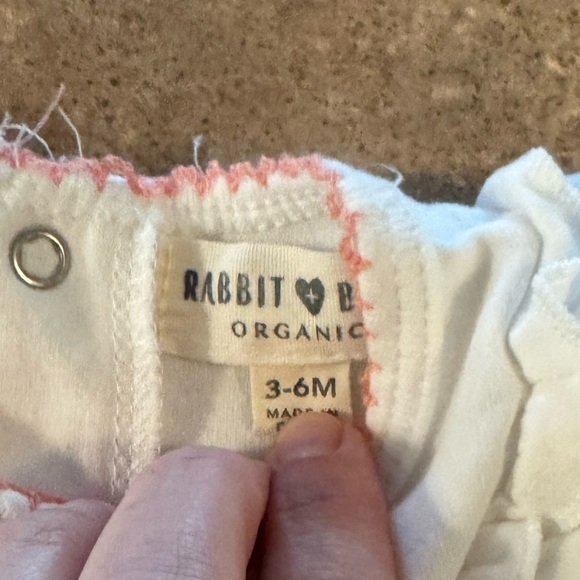 RABBIT + B
ORGANIC
3-6M
MADE IN